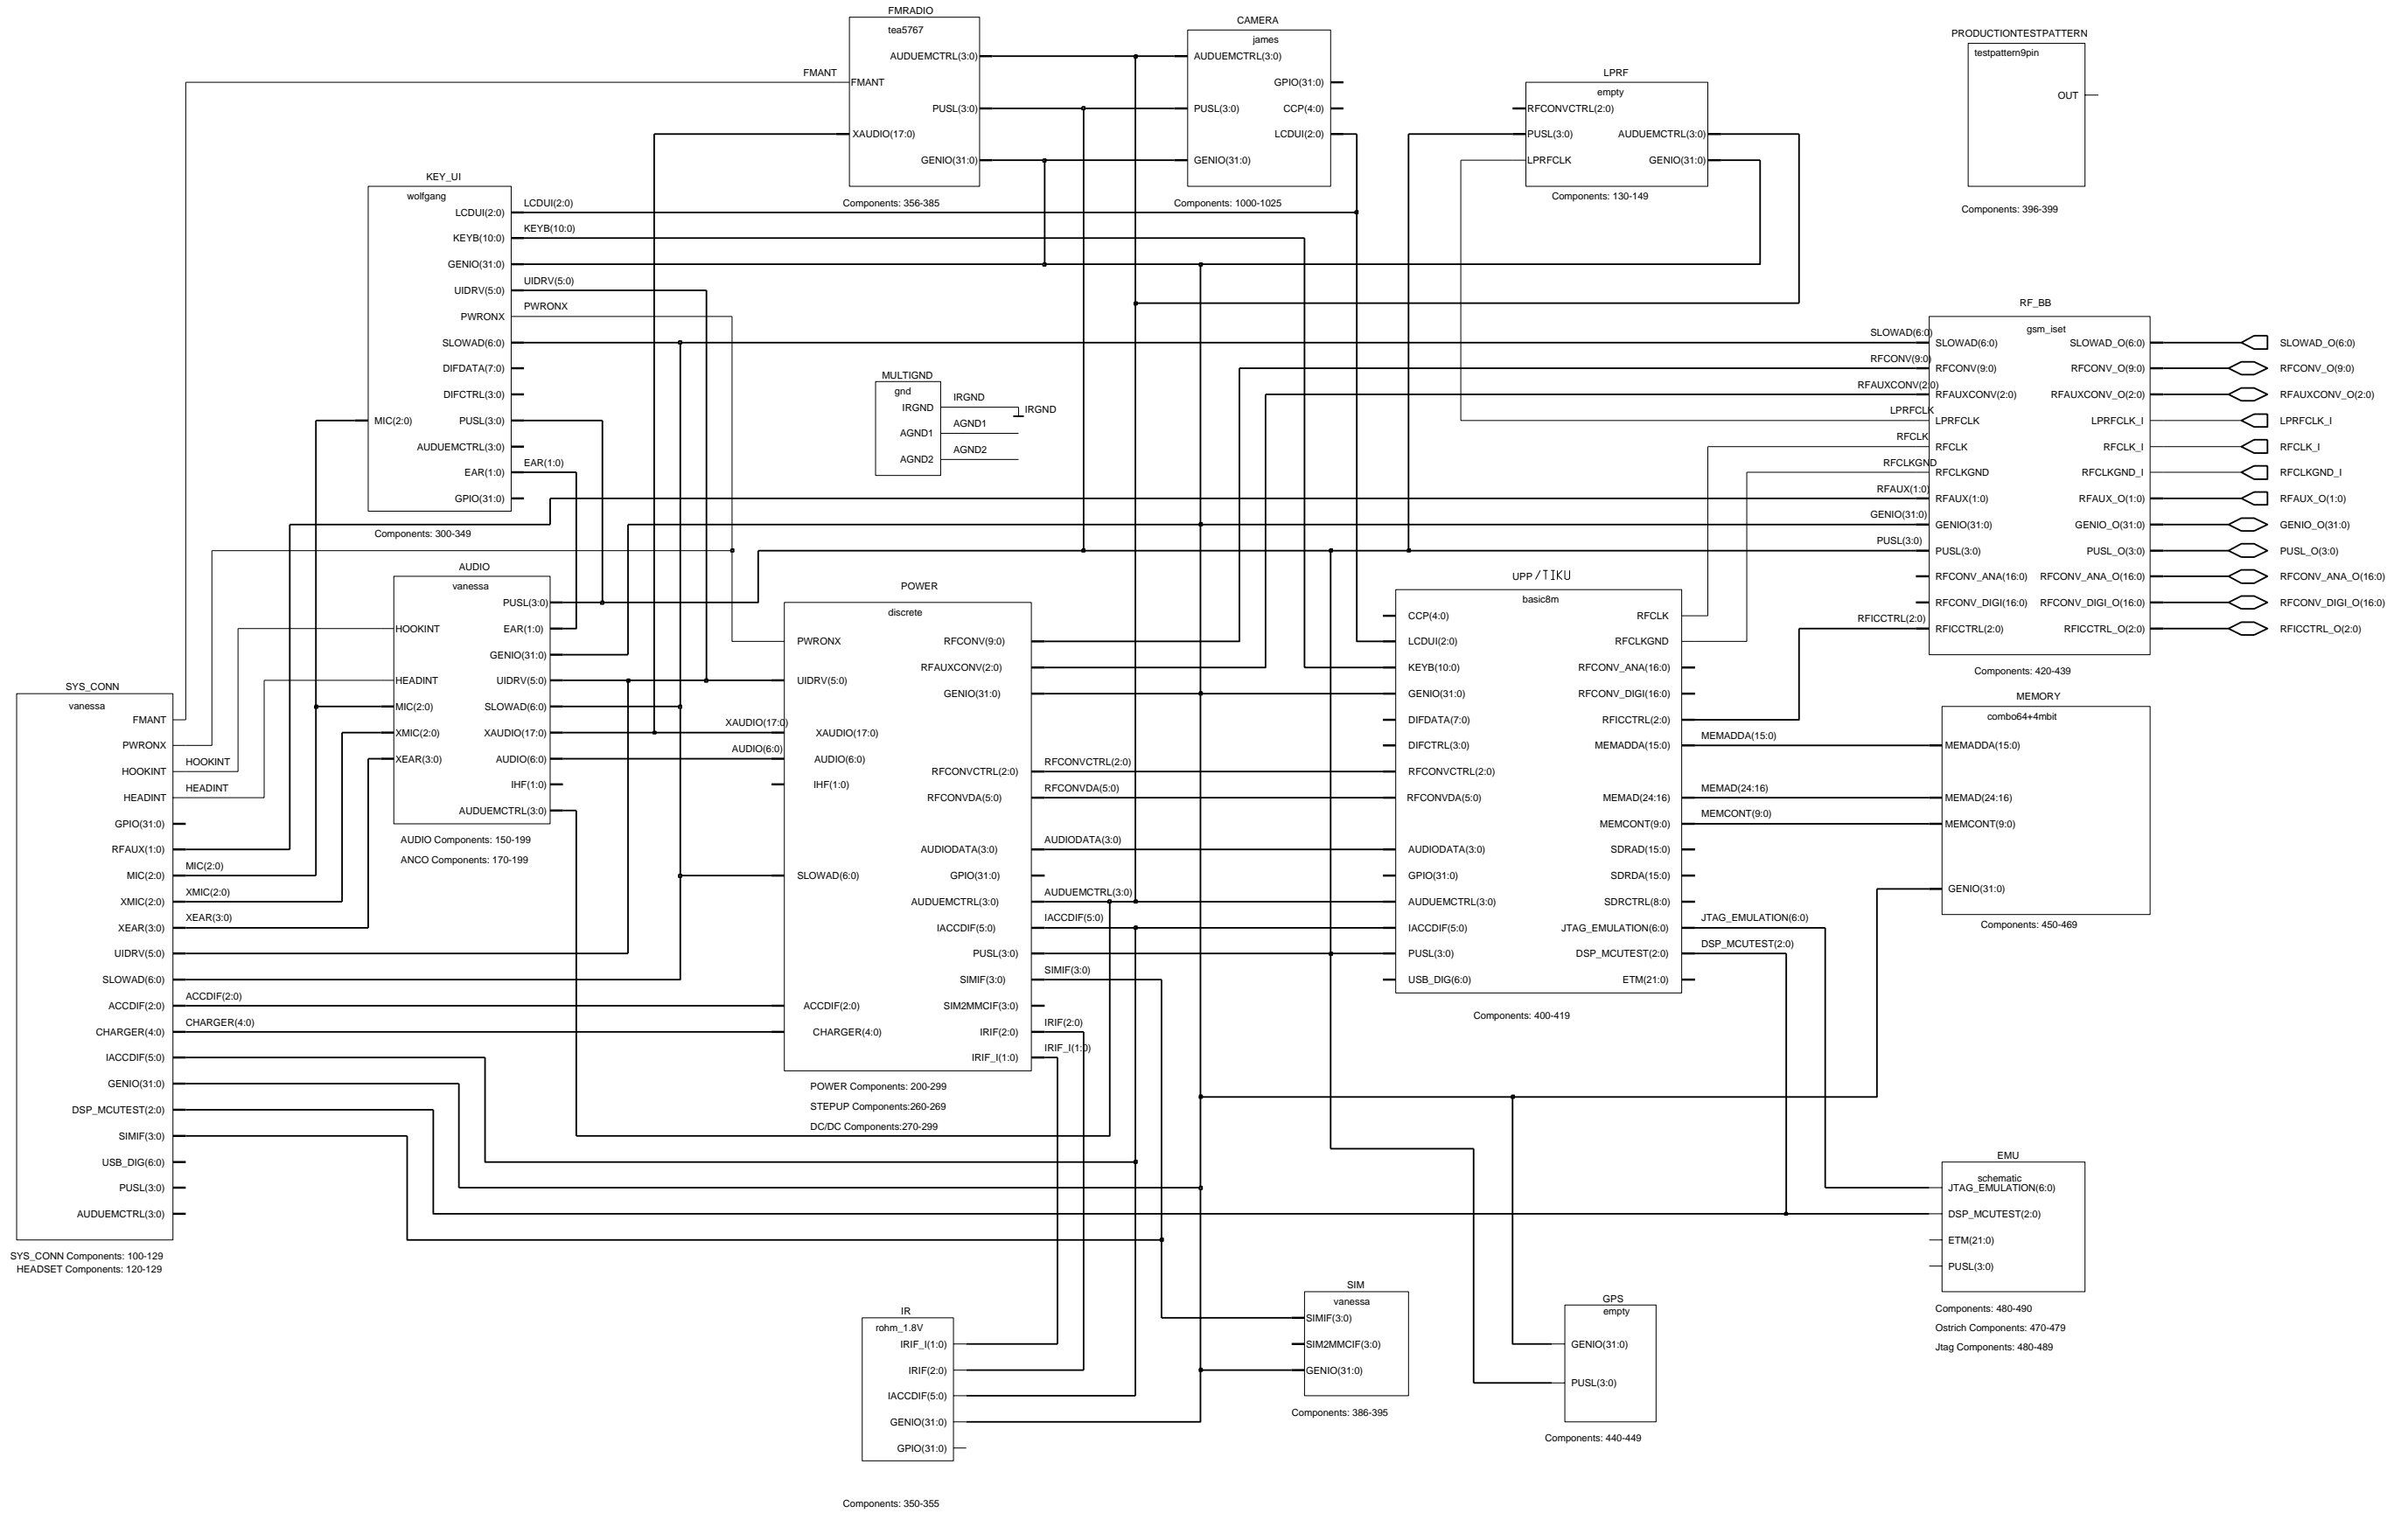 FMRADIO
tea5767
AUDUEMCTRL(3:0)
FMANT
FMANT
PUSL(3:0)
XAUDIO(17:0)
GENIO(31:0)
Components: 356-385
CAMERA
james
AUDUEMCTRL(3:0)
GPIO(31:0)
PUSL(3:0)
CCP(4:0)
LCDUI(2:0)
GENIO(31:0)
Components: 1000-1025
LPRF
empty
RFCONVCTRL(2:0)
PUSL(3:0)
AUDUEMCTRL(3:0)
LPRFCLK
GENIO(31:0)
Components: 130-149
PRODUCTIONTESTPATTERN
testpattern9pin
OUT
Components: 396-399
KEY_UI
wolfgang
LCDUI(2:0)
LCDUI(2:0)
KEYB(10:0)
KEYB(10:0)
GENIO(31:0)
UIDRV(5:0)
UIDRV(5:0)
PWRONX
PWRONX
SLOWAD(6:0)
DIFDATA(7:0)
DIFCTRL(3:0)
MIC(2:0)
PUSL(3:0)
AUDUEMCTRL(3:0)
EAR(1:0)
EAR(1:0)
GPIO(31:0)
Components: 300-349
MULTIGND
gnd
IRGND
IRGND
IRGND
AGND1
AGND1
AGND2
AGND2
RF_BB
gsm_iset
SLOWAD(6:0)
SLOWAD(6:0)
SLOWAD_O(6:0)
SLOWAD_O(6:0)
RFCONV(9:0)
RFCONV(9:0)
RFCONV_O(9:0)
RFCONV_O(9:0)
RFAUXCONV(2:0)
RFAUXCONV(2:0)
RFAUXCONV_O(2:0)
RFAUXCONV_O(2:0)
LPRFCLK
LPRFCLK
LPRFCLK_I
LPRFCLK_I
RFCLK
RFCLK
RFCLK_I
RFCLK_I
RFCLKGND
RFCLKGND
RFCLKGND_I
RFCLKGND_I
RFAUX(1:0)
RFAUX(1:0)
RFAUX_O(1:0)
RFAUX_O(1:0)
GENIO(31:0)
GENIO(31:0)
GENIO_O(31:0)
GENIO_O(31:0)
PUSL(3:0)
PUSL(3:0)
PUSL_O(3:0)
PUSL_O(3:0)
RFCONV_ANA(16:0)
RFCONV_ANA_O(16:0)
RFCONV_ANA_O(16:0)
RFCONV_DIGI(16:0)
RFCONV_DIGI_O(16:0)
RFCONV_DIGI_O(16:0)
RFICCTRL(2:0)
RFICCTRL(2:0)
RFICCTRL_O(2:0)
RFICCTRL_O(2:0)
Components: 420-439
AUDIO
vanessa
PUSL(3:0)
HOOKINT
EAR(1:0)
GENIO(31:0)
HEADINT
UIDRV(5:0)
MIC(2:0)
SLOWAD(6:0)
XMIC(2:0)
XAUDIO(17:0)
XEAR(3:0)
AUDIO(6:0)
IHF(1:0)
AUDUEMCTRL(3:0)
AUDIO Components: 150-199
ANCO Components: 170-199
POWER
discrete
PWRONX
RFCONV(9:0)
RFAUXCONV(2:0)
UIDRV(5:0)
GENIO(31:0)
XAUDIO(17:0)
XAUDIO(17:0)
AUDIO(6:0)
AUDIO(6:0)
RFCONVCTRL(2:0)
RFCONVCTRL(2:0)
IHF(1:0)
RFCONVDA(5:0)
RFCONVDA(5:0)
AUDIODATA(3:0)
AUDIODATA(3:0)
SLOWAD(6:0)
GPIO(31:0)
AUDUEMCTRL(3:0)
AUDUEMCTRL(3:0)
IACCDIF(5:0)
IACCDIF(5:0)
PUSL(3:0)
SIMIF(3:0)
SIMIF(3:0)
ACCDIF(2:0)
SIM2MMCIF(3:0)
CHARGER(4:0)
IRIF(2:0)
IRIF(2:0)
IRIF_I(1:0)
IRIF_I(1:0)
POWER Components: 200-299
STEPUP Components:260-269
DC/DC Components:270-299
UPP /TIKU
basic8m
CCP(4:0)
RFCLK
LCDUI(2:0)
RFCLKGND
KEYB(10:0)
RFCONV_ANA(16:0)
GENIO(31:0)
RFCONV_DIGI(16:0)
DIFDATA(7:0)
RFICCTRL(2:0)
DIFCTRL(3:0)
MEMADDA(15:0)
MEMADDA(15:0)
RFCONVCTRL(2:0)
RFCONVDA(5:0)
MEMAD(24:16)
MEMAD(24:16)
MEMCONT(9:0)
MEMCONT(9:0)
AUDIODATA(3:0)
SDRAD(15:0)
GPIO(31:0)
SDRDA(15:0)
AUDUEMCTRL(3:0)
SDRCTRL(8:0)
IACCDIF(5:0)
JTAG_EMULATION(6:0)
JTAG_EMULATION(6:0)
PUSL(3:0)
DSP_MCUTEST(2:0)
DSP_MCUTEST(2:0)
USB_DIG(6:0)
ETM(21:0)
Components: 400-419
MEMORY
combo64+4mbit
MEMADDA(15:0)
MEMAD(24:16)
MEMCONT(9:0)
GENIO(31:0)
Components: 450-469
SYS_CONN
vanessa
FMANT
PWRONX
HOOKINT
HOOKINT
HEADINT
HEADINT
GPIO(31:0)
RFAUX(1:0)
MIC(2:0)
MIC(2:0)
XMIC(2:0)
XMIC(2:0)
XEAR(3:0)
XEAR(3:0)
UIDRV(5:0)
SLOWAD(6:0)
ACCDIF(2:0)
ACCDIF(2:0)
CHARGER(4:0)
CHARGER(4:0)
IACCDIF(5:0)
GENIO(31:0)
DSP_MCUTEST(2:0)
SIMIF(3:0)
USB_DIG(6:0)
PUSL(3:0)
AUDUEMCTRL(3:0)
SYS_CONN Components: 100-129
HEADSET Components: 120-129
EMU
schematic
JTAG_EMULATION(6:0)
DSP_MCUTEST(2:0)
ETM(21:0)
PUSL(3:0)
Components: 480-490
Ostrich Components: 470-479
Jtag Components: 480-489
IR
rohm_1.8V
IRIF_I(1:0)
IRIF(2:0)
IACCDIF(5:0)
GENIO(31:0)
GPIO(31:0)
Components: 350-355
SIM
vanessa
SIMIF(3:0)
SIM2MMCIF(3:0)
GENIO(31:0)
Components: 386-395
GPS
empty
GENIO(31:0)
PUSL(3:0)
Components: 440-449